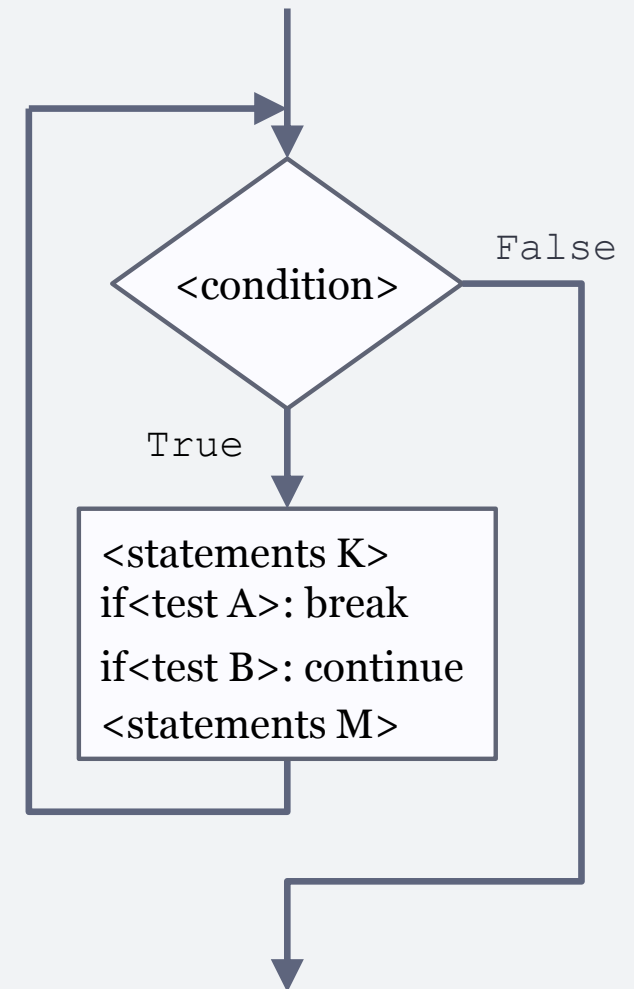 <condition>
False
True
<statements K>
if<test A>: break
if<test B>: continue
<statements M>